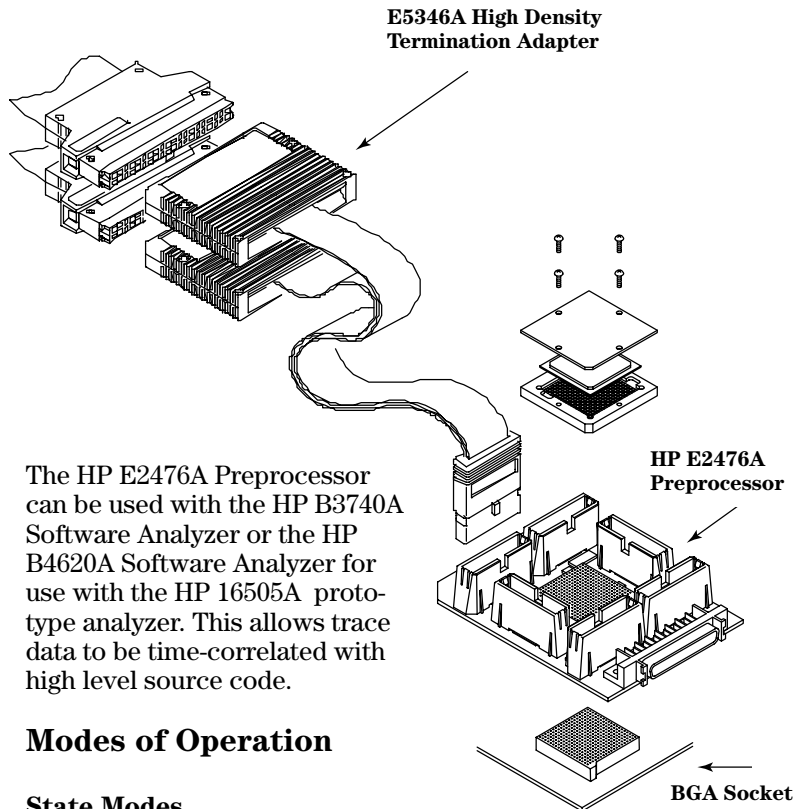 E5346A High Density
Termination Adapter
HP E2476A
Preprocessor
The HP E2476A Preprocessor
can be used with the HP B3740A
Software Analyzer or the HP
B4620A Software Analyzer for
use with the HP 16505A proto-
type analyzer. This allows trace
data to be time-correlated with
high level source code.
Modes of Operation
State Modes
BGA Socket